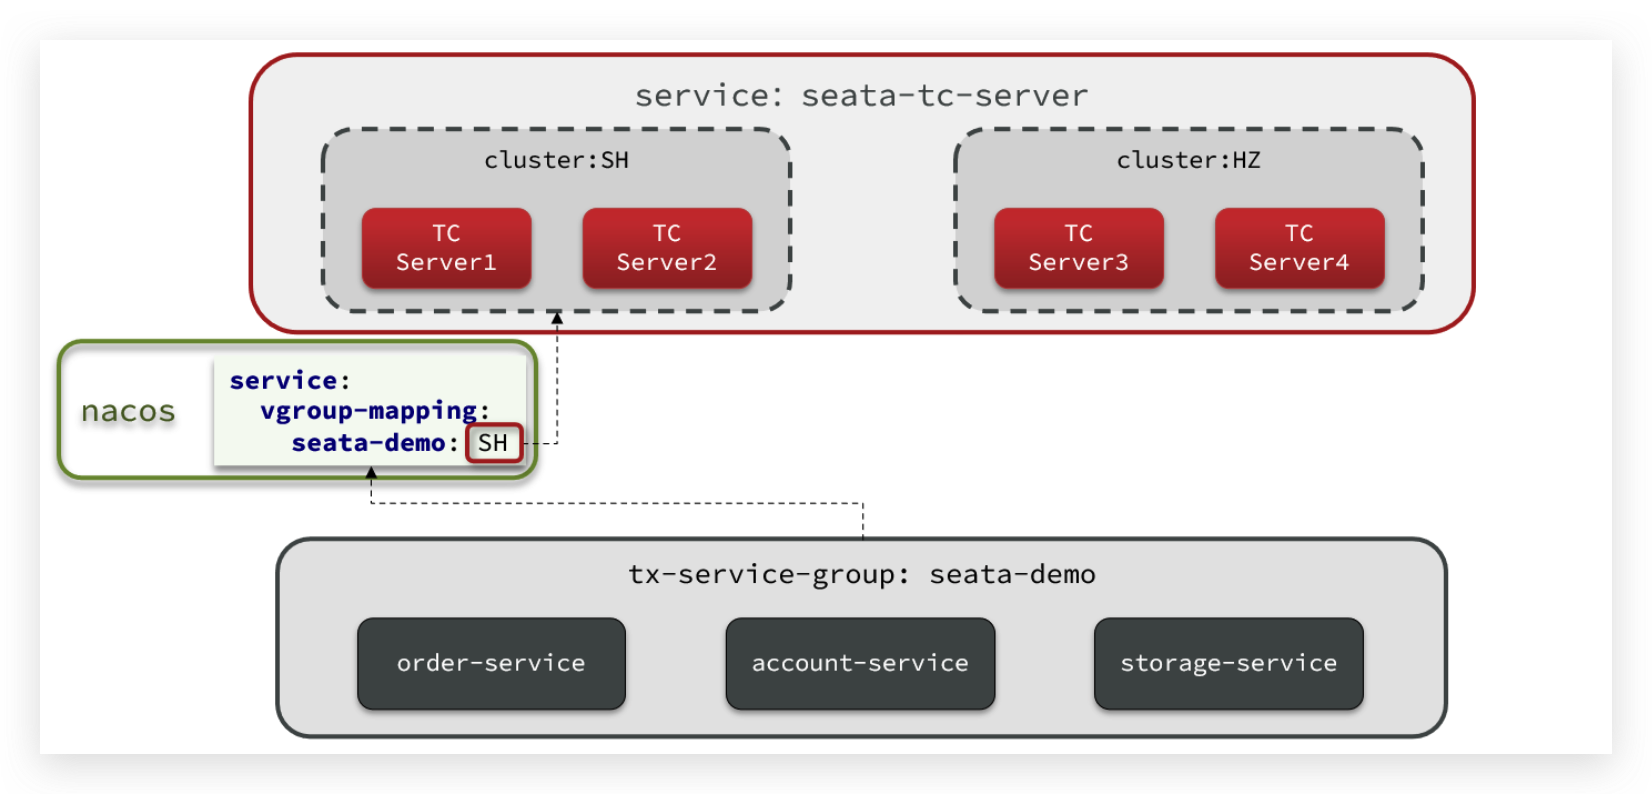 service: seata-tc-server
cluster:SH
TC
Server1
TC
Server2
cluster:HZ
TC
Server3
TC
Server4
nacos
service:
vgroup-mapping:
seata-demo: SH
tx-service-group: seata-demo
order-service
account-service
storage-service